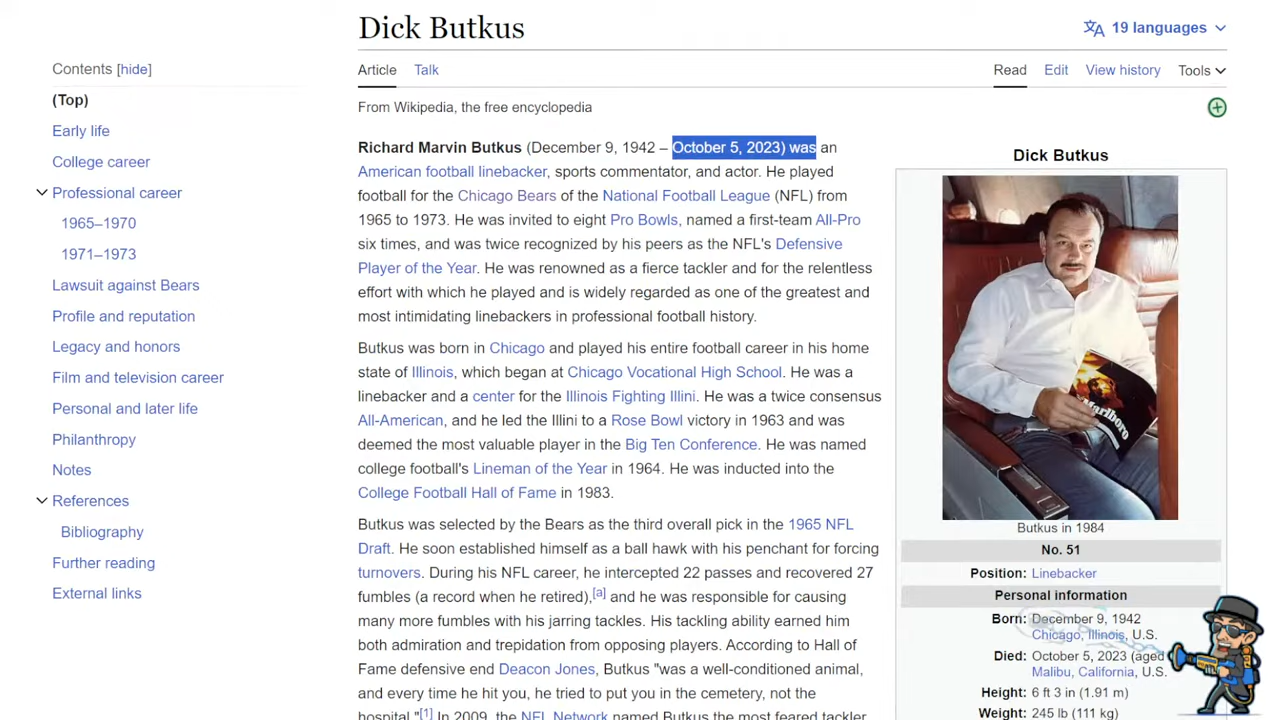 Dick Butkus
19 languages
Contents [hide]
(Top)
Early life
College career
Professional career
1965–1970
1971–1973
Lawsuit against Bears
Profile and reputation
Legacy and honors
Film and television career
Personal and later life
Philanthropy
Notes
References
Bibliography
Further reading
External links
Article Talk
Read Edit View history Tools
From Wikipedia, the free encyclopedia
Richard Marvin Butkus (December 9, 1942 – October 5, 2023) was an
American football linebacker, sports commentator, and actor. He played
football for the Chicago Bears of the National Football League (NFL) from
1965 to 1973. He was invited to eight Pro Bowls, named a first-team All-Pro
six times, and was twice recognized by his peers as the NFL's Defensive
Player of the Year. He was renowned as a fierce tackler and for the relentless
effort with which he played and is widely regarded as one of the greatest and
most intimidating linebackers in professional football history.
Butkus was born in Chicago and played his entire football career in his home
state of Illinois, which began at Chicago Vocational High School. He was a
linebacker and a center for the Illinois Fighting Illini. He was a twice consensus
All-American, and he led the Illini to a Rose Bowl victory in 1963 and was
deemed the most valuable player in the Big Ten Conference. He was named
college football's Lineman of the Year in 1964. He was inducted into the
College Football Hall of Fame in 1983.
Butkus was selected by the Bears as the third overall pick in the 1965 NFL
Draft. He soon established himself as a ball hawk with his penchant for forcing
turnovers. During his NFL career, he intercepted 22 passes and recovered 27
fumbles (a record when he retired),[a] and he was responsible for causing
many more fumbles with his jarring tackles. His tackling ability earned him
both admiration and trepidation from opposing players. According to Hall of
Fame defensive end Deacon Jones, Butkus "was a well-conditioned animal,
and every time he hit you, he tried to put you in the cemetery, not the
hospital."[1] In 2009, the NFL Network named Butkus the most feared tackler
Dick Butkus
Marlboro
Butkus in 1984
No. 51
Position: Linebacker
Personal information
Born: December 9, 1942
Chicago, Illinois, U.S.
Died: October 5, 2023 (aged
Malibu, California, U.S.
Height: 6 ft 3 in (1.91 m)
Weight: 245 lb (111 kg)